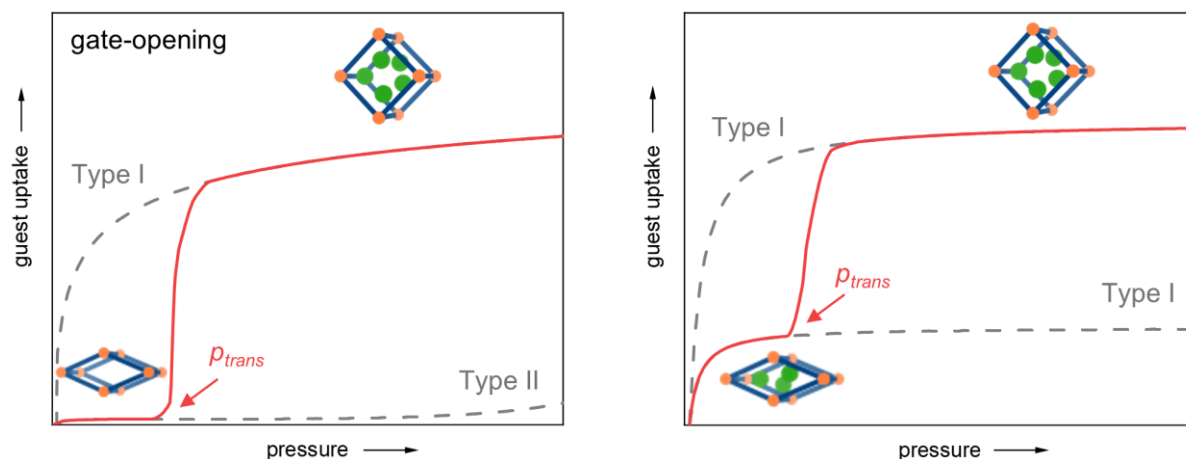 gate-opening
guest uptake
Type I
p_trans
Type II
pressure
guest uptake
Type I
p_trans
Type I
pressure